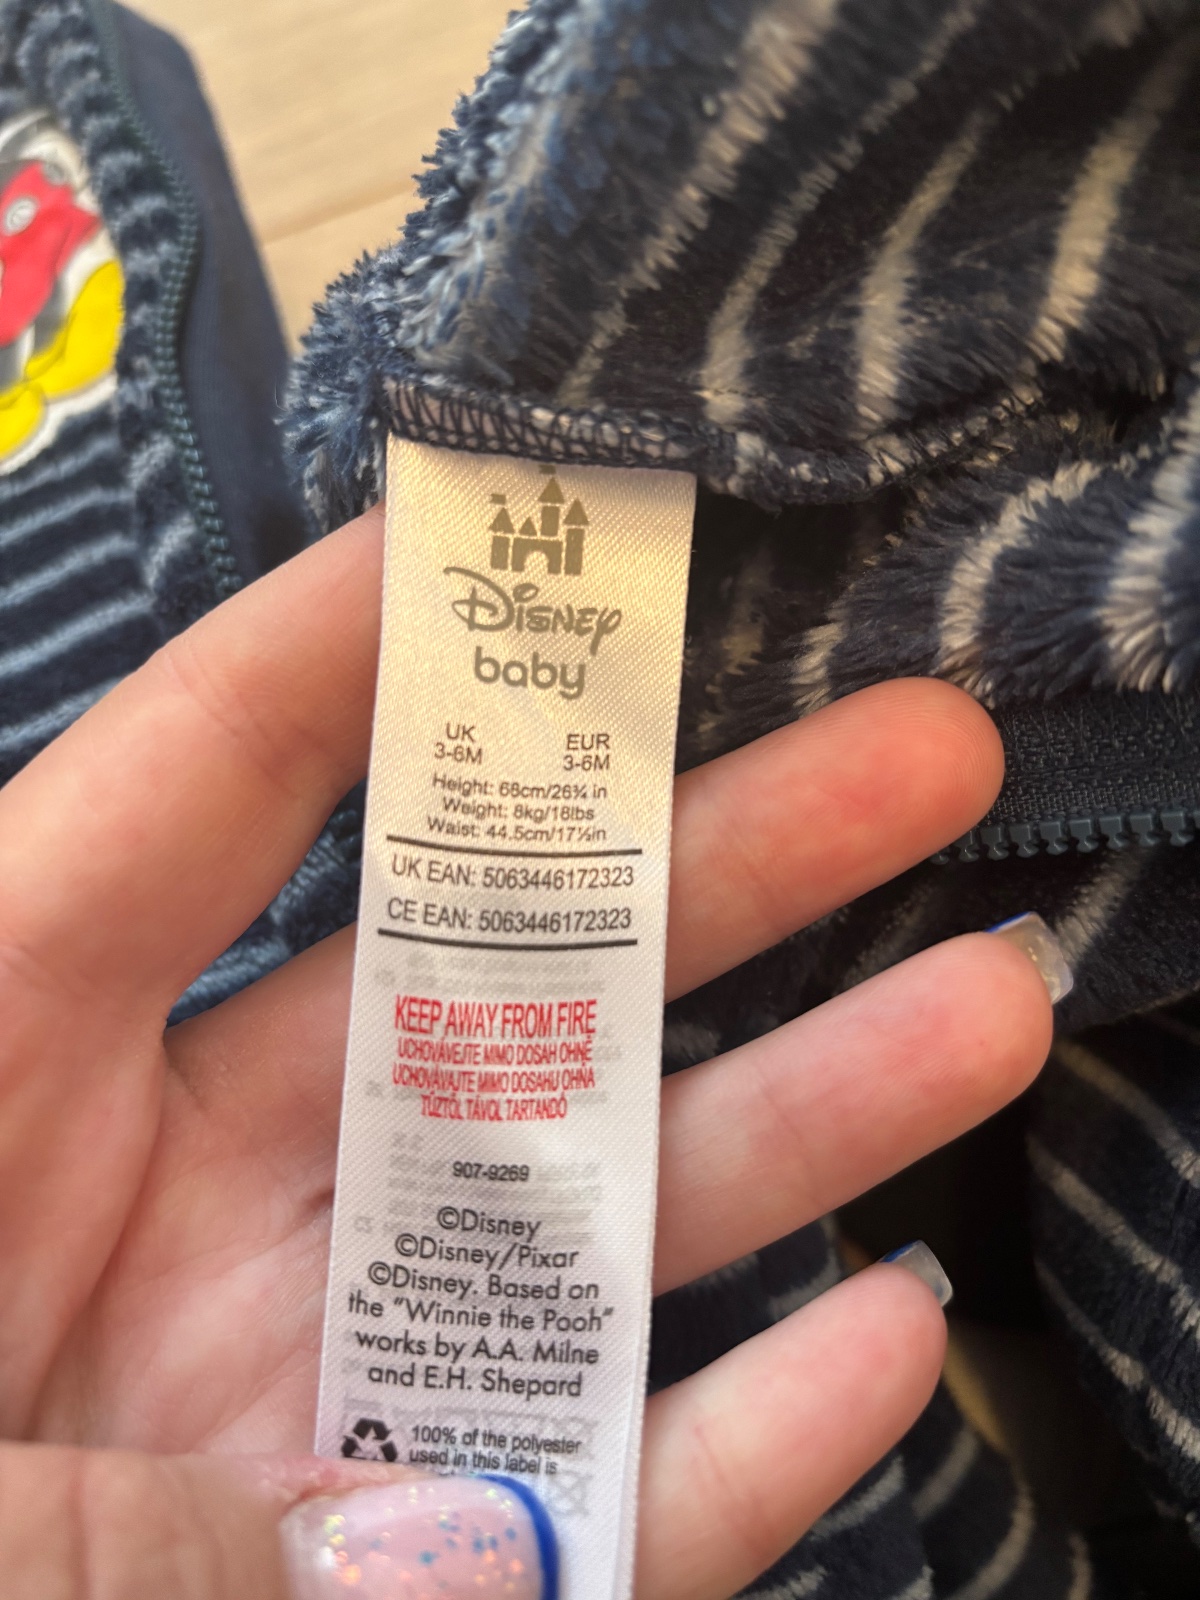 Disney
baby
UK EUR
3-6M 3-6M
Height: 68cm/26¾ in
Weight: 8kg/18lbs
Waist: 44.5cm/17½in
UK EAN: 5063446172323
CE EAN: 5063446172323
KEEP AWAY FROM FIRE
UCHOVÁVEJTE MIMO DOSAH OHNĚ
UCHOVÁVAJTE MIMO DOSAHU OHŇA
TŰZTŐL TÁVOL TARTANDÓ
907-9269
©Disney
©Disney/Pixar
©Disney. Based on
the "Winnie the Pooh"
works by A.A. Milne
and E.H. Shepard
100% of the polyester
used in this label is